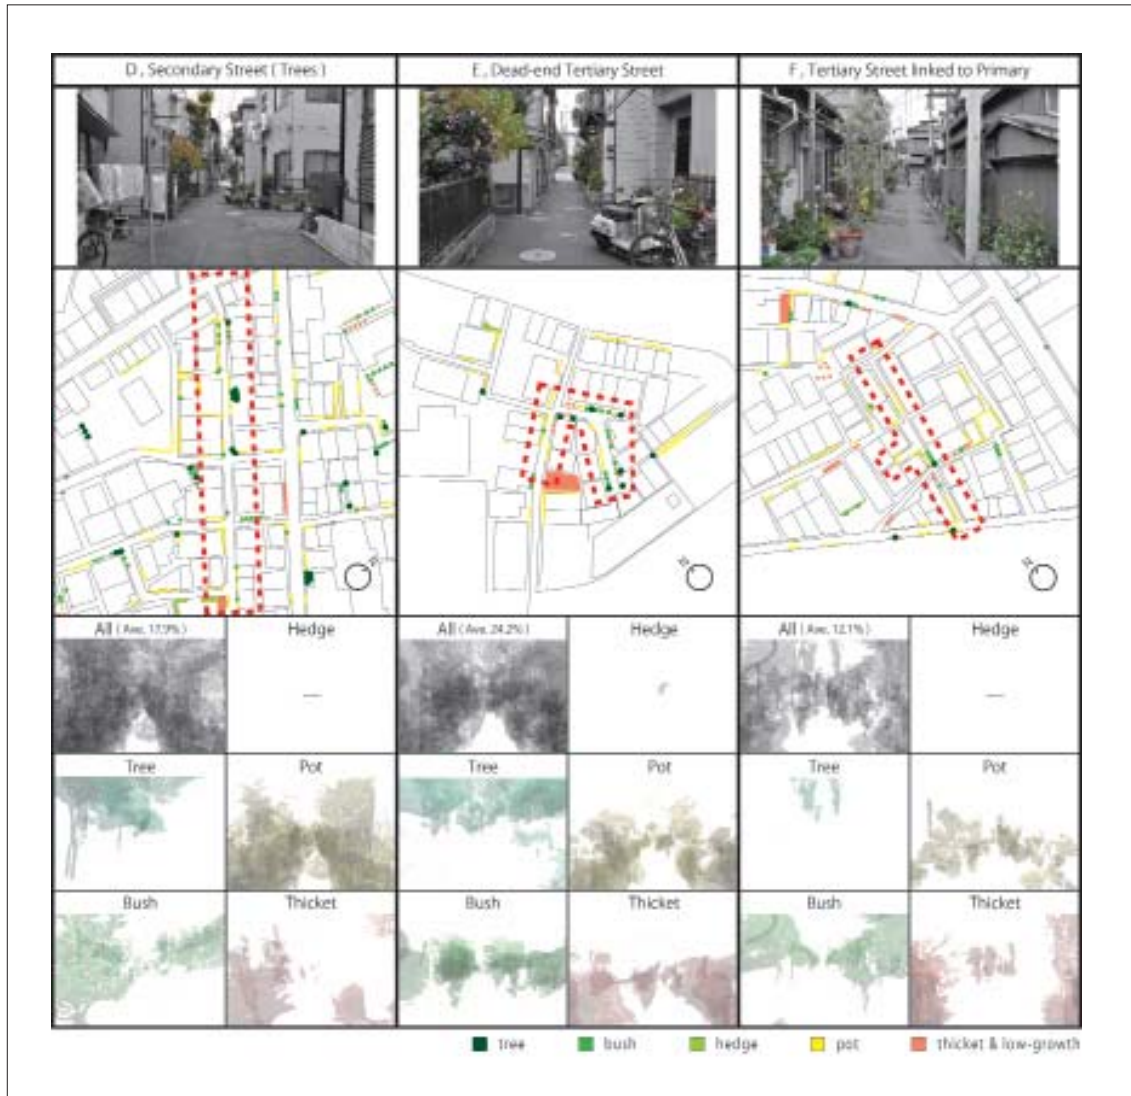 D , Secondary Street ( Trees )
E , Dead-end Tertiary Street
F , Tertiary Street linked to Primary
All ( Ave. 17.9% )
Hedge
All ( Ave. 24.2% )
Hedge
All ( Ave. 12.1% )
Hedge
Tree
Pot
Tree
Pot
Tree
Pot
Bush
Thicket
Bush
Thicket
Bush
Thicket
tree
bush
hedge
pot
thicket & low-growth